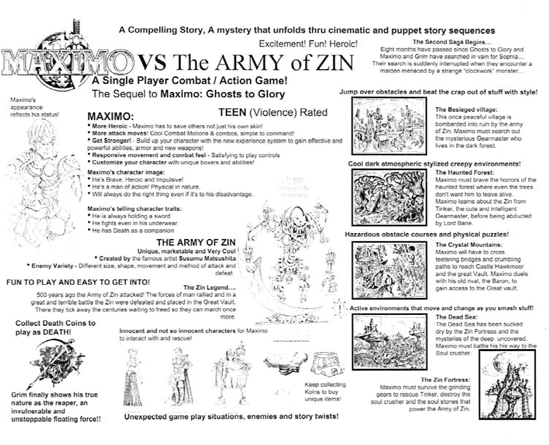 A Compelling Story, A mystery that unfolds thru cinematic and puppet story sequences
Excitement! Fun! Heroic!
MAXIMO VS The ARMY of ZIN
A Single Player Combat / Action Game!
The Sequel to Maximo: Ghosts to Glory
TEEN (Violence) Rated
Maximo's
appearance
reflects his status!
MAXIMO:
• More Heroic - Maximo has to save others not just his own skin!
• More attack moves! Cool Combat Motions & combos, simple to command!
• Get Stronger! - Build up your character with the new experience system to gain effective and
powerful abilities, armor and new weapons!
• Responsive movement and combat feel - Satisfying to play controls
• Customize your character with unique boxers and abilities!
Maximo's character image:
• He's Brave, Heroic and Impulsive!
• He's a man of action! Physical in nature.
• Will always do the right thing even if it's to his disadvantage.
Maximo's telling character traits:
• He is always holding a sword
• He fights even in his underwear
• He has Death as a companion
THE ARMY OF ZIN
Unique, marketable and Very Cool
• Created by the famous artist Susumu Matsushita
• Enemy Variety - Different size, shape, movement and method of attack and
defeat.
FUN TO PLAY AND EASY TO GET INTO!
The Zin Legend....
500 years ago the Army of Zin attacked! The forces of man rallied and in a
great and terrible battle the Zin were defeated and placed in the Great Vault.
There they tick away the centuries waiting to freed so they can march once
more.
Collect Death Coins to
play as DEATH!
Grim finally shows his true
nature as the reaper, an
invulnerable and
unstoppable floating force!!
Innocent and not so innocent characters for Maximo
to interact with and rescue!
Keep collecting
Koins to buy
unique items!
Unexpected game play situations, enemies and story twists!
The Second Saga Begins...
Eight months have passed since Ghosts to Glory and
Maximo and Grim have searched in vain for Sophia...
Their search is suddenly interrupted when they encounter a
maiden menaced by a strange 'clockwork' monster....
Jump over obstacles and beat the crap out of stuff with style!
The Besieged village:
This once peaceful village is
bombarded into ruin by the army
of Zin. Maximo must search out
the mysterious Gearmaster who
lives in the dark forest.
Cool dark atmospheric stylized creepy environments!
The Haunted Forest:
Maximo must brave the horrors of the
haunted forest where even the trees
don't want him to leave alive.
Maximo learns about the Zin from
Tinker, the cute and intelligent
Gearmaster, before being abducted
by Lord Bane.
Hazardous obstacle courses and physical puzzles!
The Crystal Mountains:
Maximo will have to cross
teetering bridges and crumbling
paths to reach Castle Hawkmoor
and the great Vault. Maximo duels
with his old rival, the Baron, to
gain access to the Great vault.
Active environments that move and change as you smash stuff!
The Dead Sea:
The Dead Sea has been sucked
dry by the Zin Fortress and the
mysteries of the deep uncovered.
Maximo must battle his his way to the
Soul crusher.
The Zin Fortress:
Maximo must survive the grinding
gears to rescue Tinker, destroy the
soul crusher and the soul stones that
power the Army of Zin.